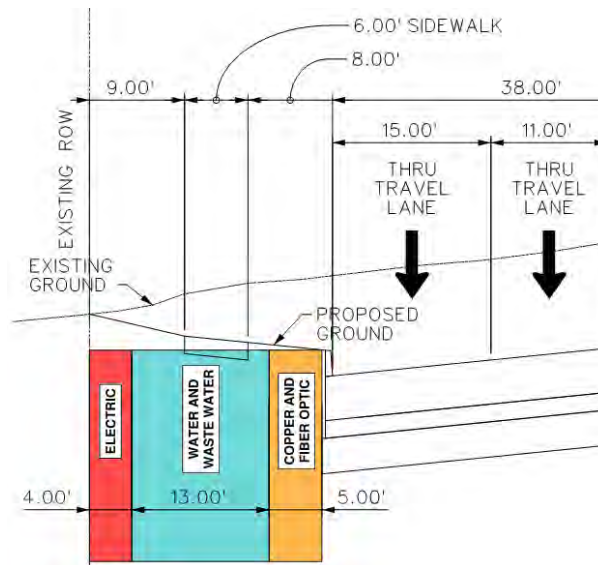 6.00' SIDEWALK
8.00'
9.00'
38.00'
15.00'
11.00'
EXISTING ROW
THRU
TRAVEL
LANE
THRU
TRAVEL
LANE
EXISTING
GROUND
PROPOSED
GROUND
ELECTRIC
WATER AND
WASTE WATER
COPPER AND
FIBER OPTIC
4.00'
13.00'
5.00'